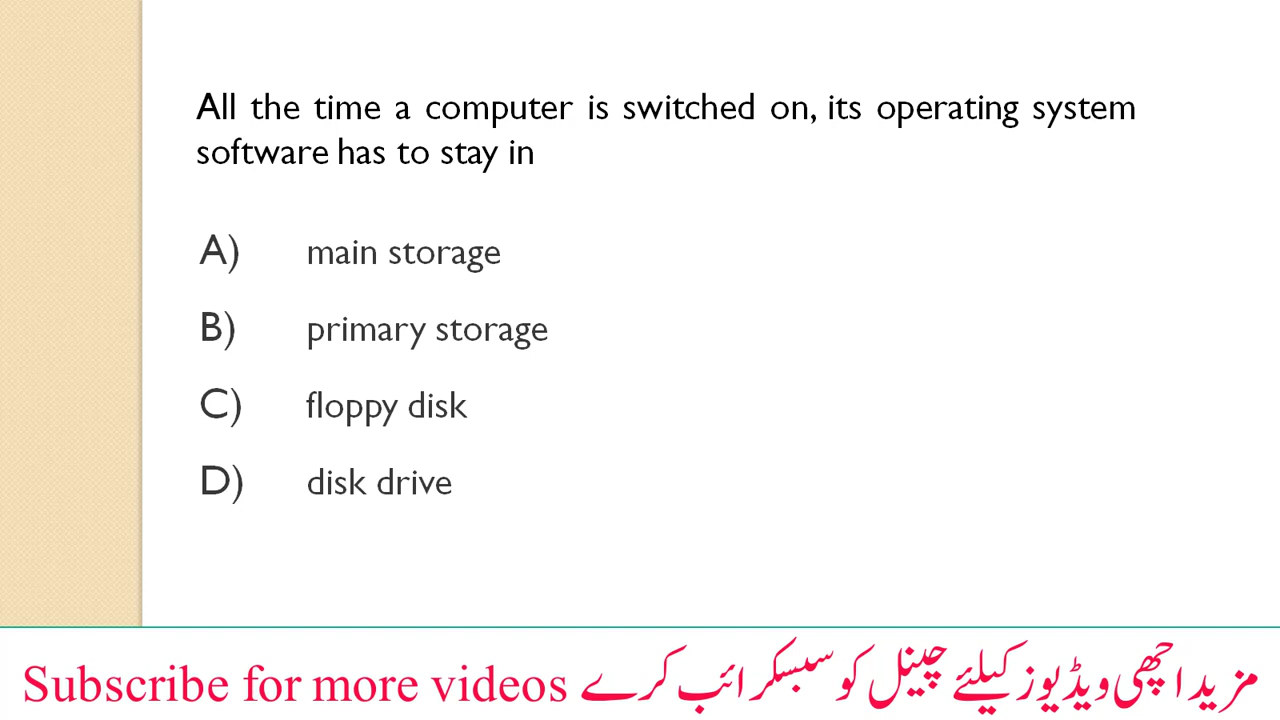 All the time a computer is switched on, its operating system
software has to stay in
A) main storage
B) primary storage
C) floppy disk
D) disk drive
Subscribe for more videos مزید اچھی ویڈیوز کیلئے چینل کو سبسکرائب کرے